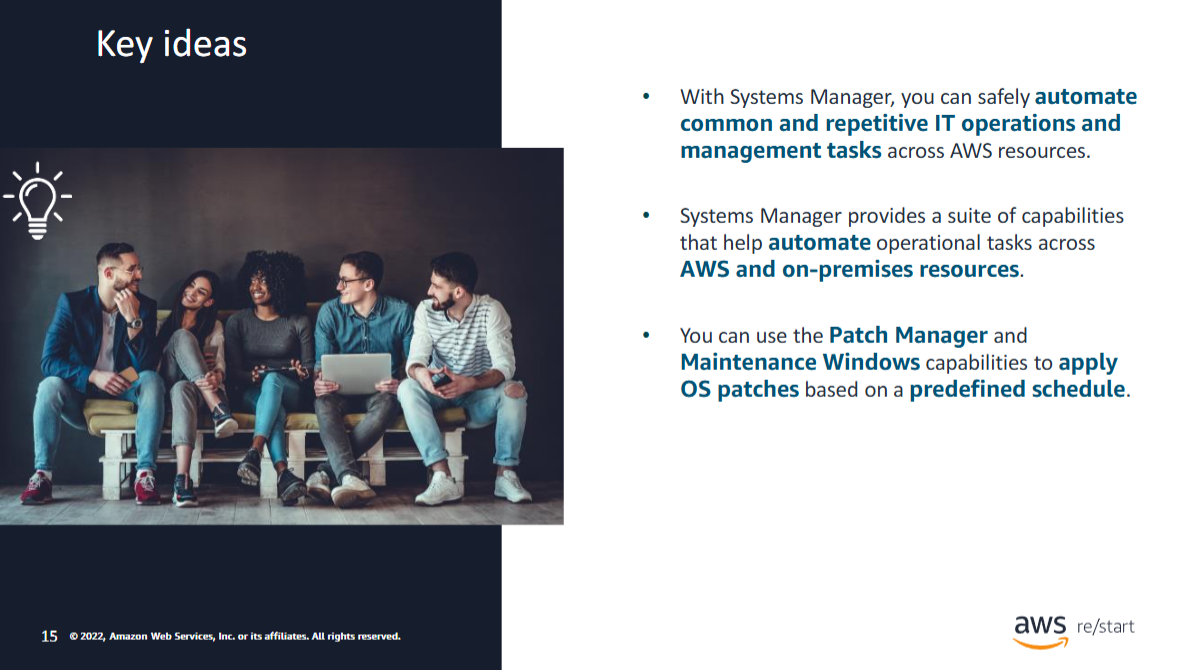 Key ideas
• With Systems Manager, you can safely automate
common and repetitive IT operations and
management tasks across AWS resources.
• Systems Manager provides a suite of capabilities
that help automate operational tasks across
AWS and on-premises resources.
• You can use the Patch Manager and
Maintenance Windows capabilities to apply
OS patches based on a predefined schedule.
15 © 2022, Amazon Web Services, Inc. or its affiliates. All rights reserved.
aws re/start